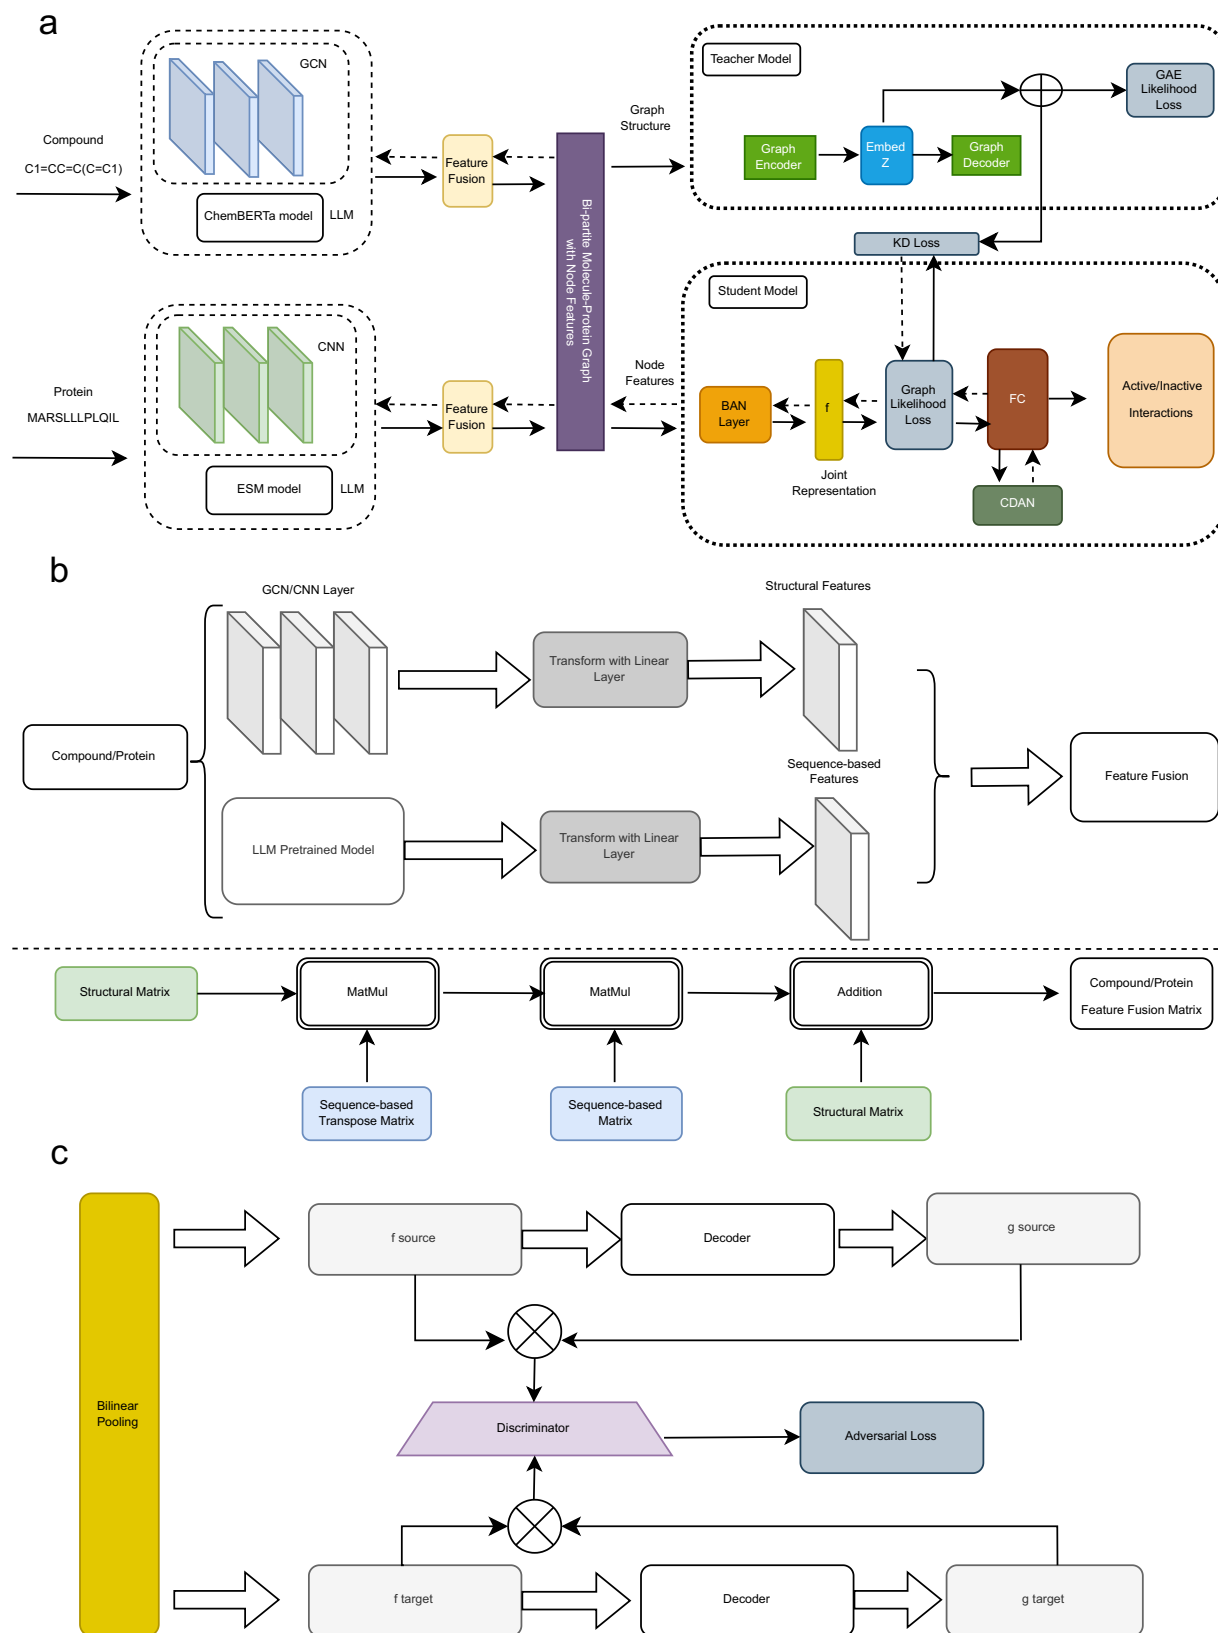 a
GCN
Compound
C1=CC=C(C=C1)
ChemBERTa model
LLM
Feature
Fusion
Bi-partite Molecule-Protein Graph
with Node Features
Graph
Structure
Teacher Model
Graph
Encoder
Embed
Z
Graph
Decoder
GAE
Likelihood
Loss
KD Loss
CNN
Protein
MARSLLLPLQIL
ESM model
LLM
Feature
Fusion
Node
Features
Student Model
BAN
Layer
f
Joint
Representation
Graph
Likelihood
Loss
FC
CDAN
Active/Inactive
Interactions
b
GCN/CNN Layer
Structural Features
Transform with Linear
Layer
Compound/Protein
Sequence-based
Features
Feature Fusion
LLM Pretrained Model
Transform with Linear
Layer
Structural Matrix
MatMul
MatMul
Addition
Compound/Protein
Feature Fusion Matrix
Sequence-based
Transpose Matrix
Sequence-based
Matrix
Structural Matrix
c
f source
Decoder
g source
Bilinear
Pooling
Discriminator
Adversarial Loss
f target
Decoder
g target